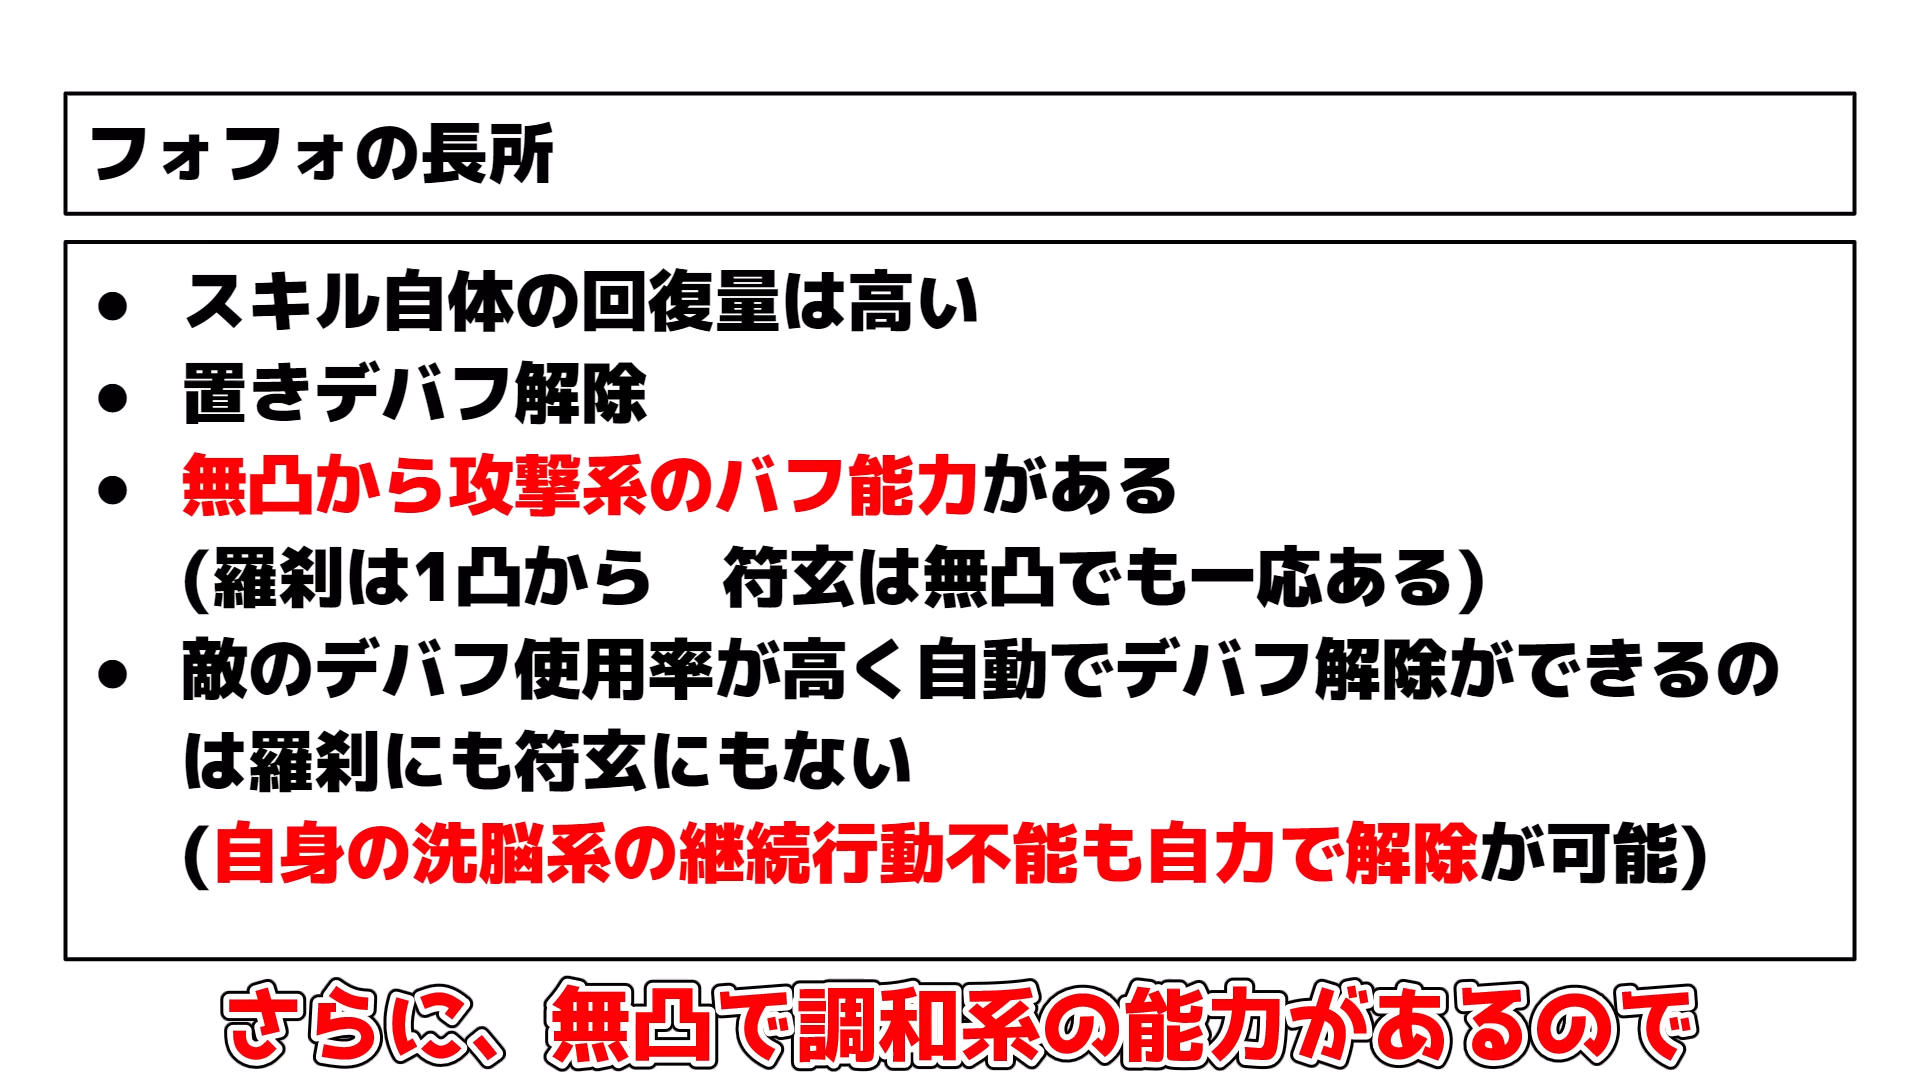 フォフォの長所
● スキル自体の回復量は高い
● 置きデバフ解除
● 無凸から攻撃系のバフ能力がある
(羅刹は1凸から　符玄は無凸でも一応ある)
● 敵のデバフ使用率が高く自動でデバフ解除ができるの
は羅刹にも符玄にもない
(自身の洗脳系の継続行動不能も自力で解除が可能)
さらに、無凸で調和系の能力があるので